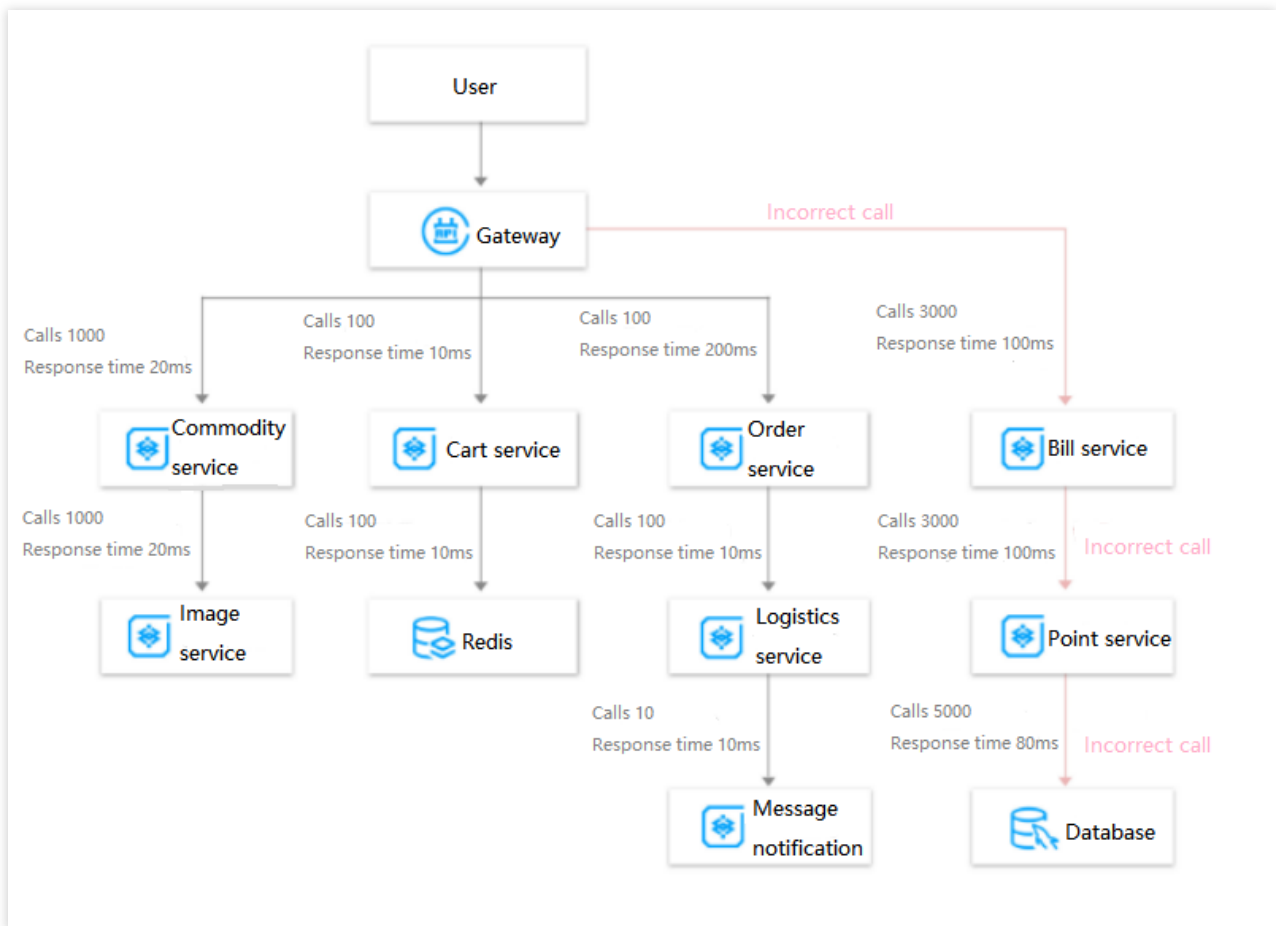 User
API
Gateway
Incorrect call
Calls 1000
Response time 20ms
Calls 100
Response time 10ms
Calls 100
Response time 200ms
Calls 3000
Response time 100ms
Commodity
service
Cart service
Order
service
Bill service
Calls 1000
Response time 20ms
Calls 100
Response time 10ms
Calls 100
Response time 10ms
Calls 3000
Response time 100ms
Incorrect call
Image
service
Redis
Logistics
service
Point service
Calls 10
Response time 10ms
Calls 5000
Response time 80ms
Incorrect call
Message
notification
Database